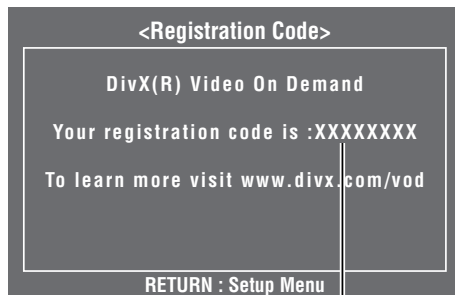 <Registration Code>
DivX(R) Video On Demand
Your registration code is :XXXXXXXX
To learn more visit www.divx.com/vod
RETURN : Setup Menu